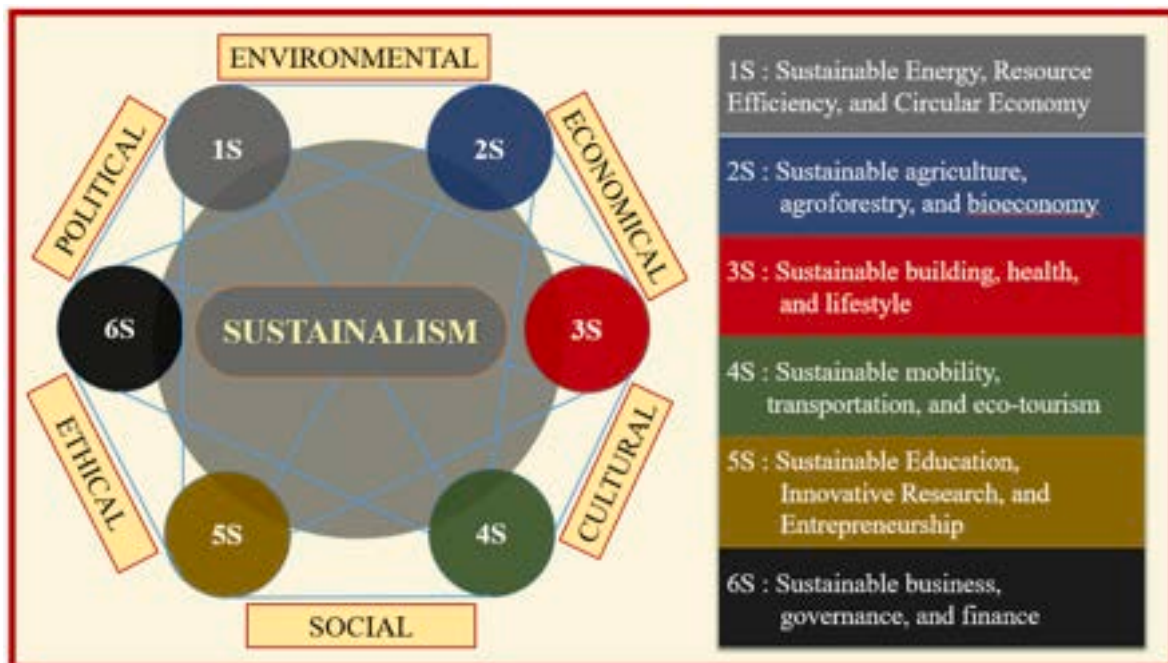 ENVIRONMENTAL
POLITICAL
1S
2S
ECONOMICAL
6S
SUSTAINALISM
3S
ETHICAL
5S
4S
CULTURAL
SOCIAL
1S : Sustainable Energy, Resource
Efficiency, and Circular Economy
2S : Sustainable agriculture,
agroforestry, and bioeconomy
3S : Sustainable building, health,
and lifestyle
4S : Sustainable mobility,
transportation, and eco-tourism
5S : Sustainable Education,
Innovative Research, and
Entrepreneurship
6S : Sustainable business,
governance, and finance